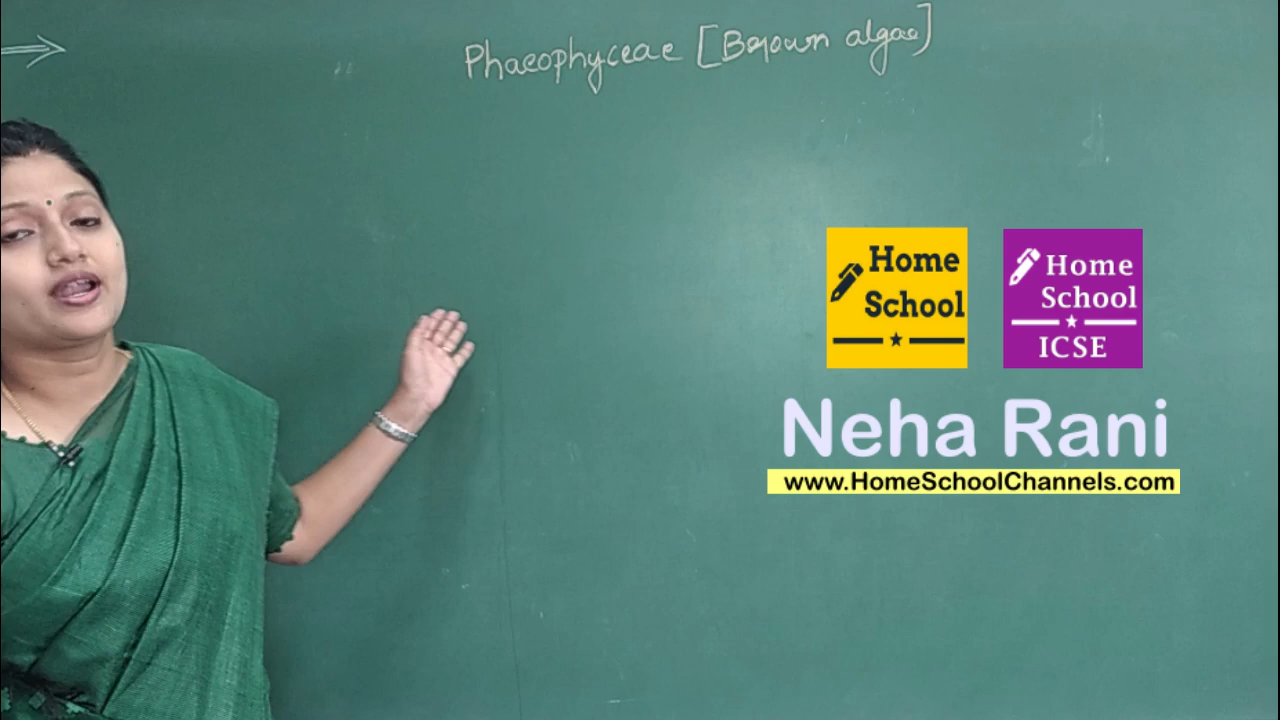 Phaeophyceae [Brown algae]
Home
School
Home
School
ICSE
Neha Rani
www.HomeSchoolChannels.com